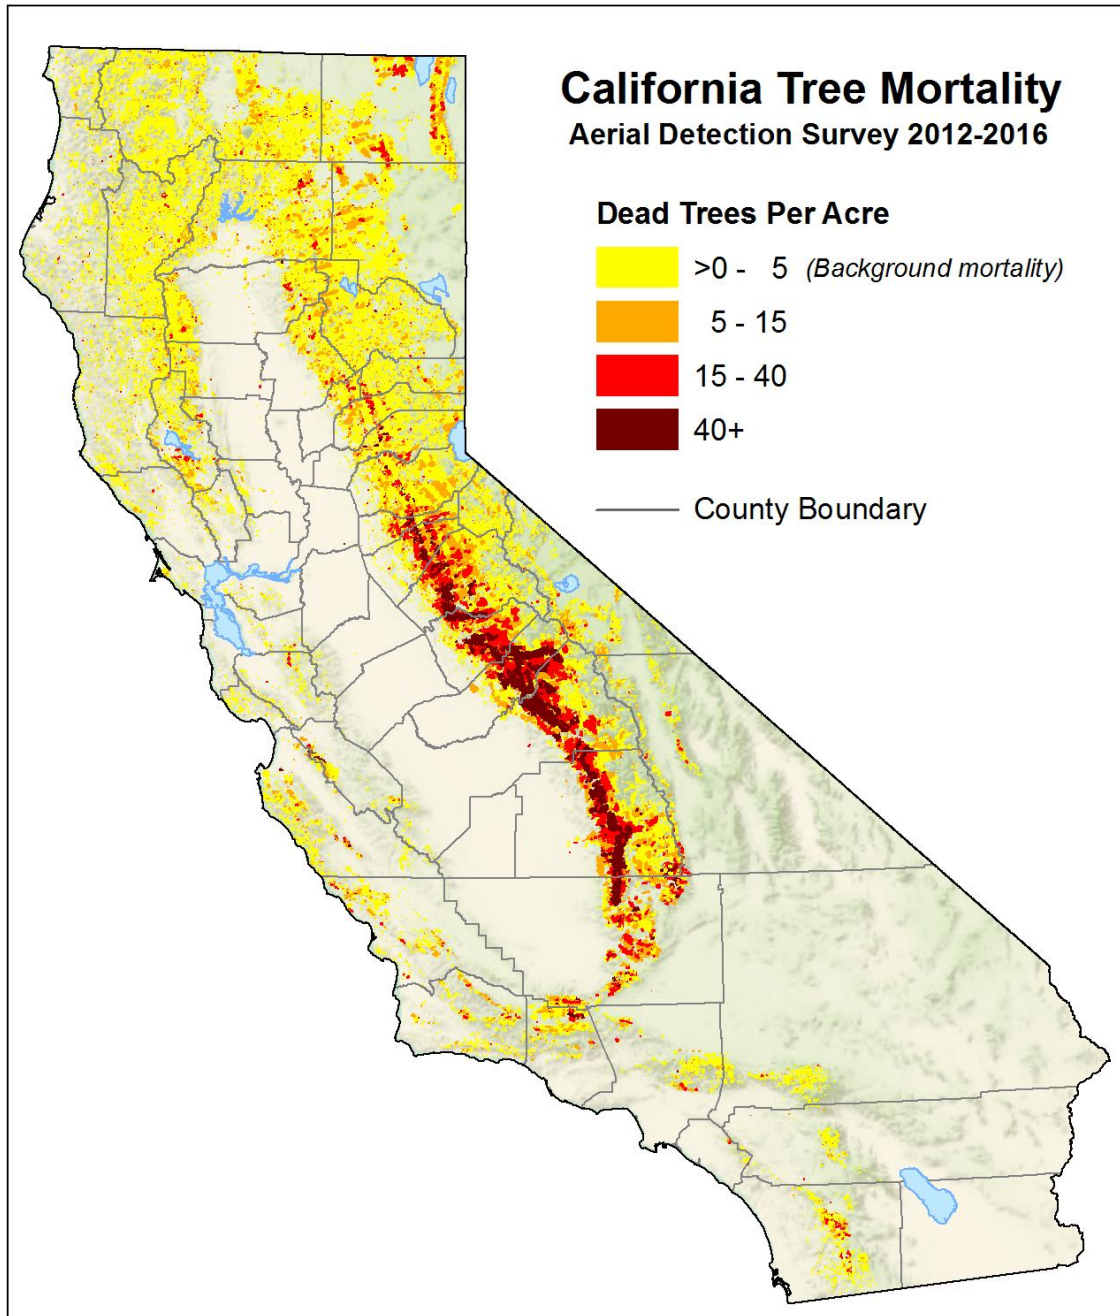 California Tree Mortality
Aerial Detection Survey 2012-2016
Dead Trees Per Acre
>0 - 5 (Background mortality)
5 - 15
15 - 40
40+
County Boundary